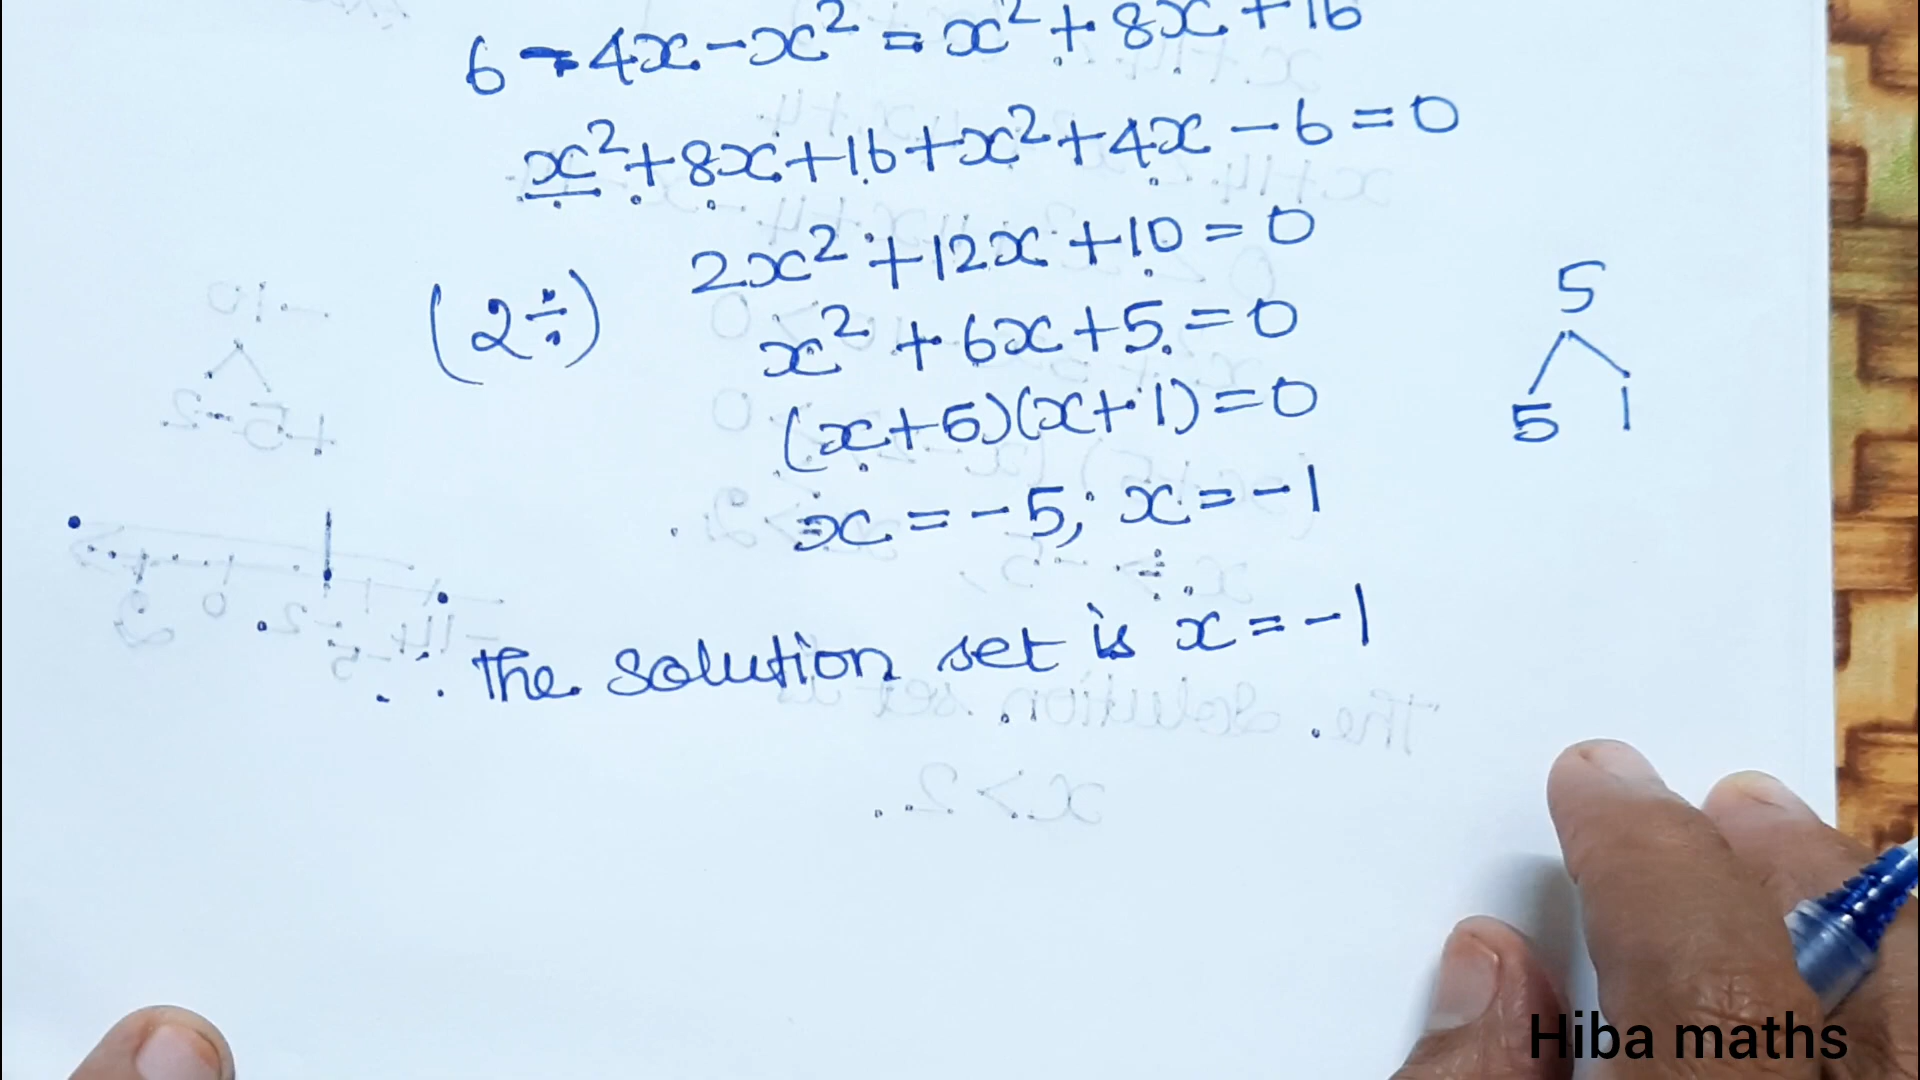 6 - 4x - x² = x² + 8x + 16
x² + 8x + 16 + x² + 4x - 6 = 0
2x² + 12x + 10 = 0
(2÷) x² + 6x + 5 = 0
5
5 1
(x+5)(x+1) = 0
x = -5; x = -1
∴ The solution set is x = -1
Hiba maths